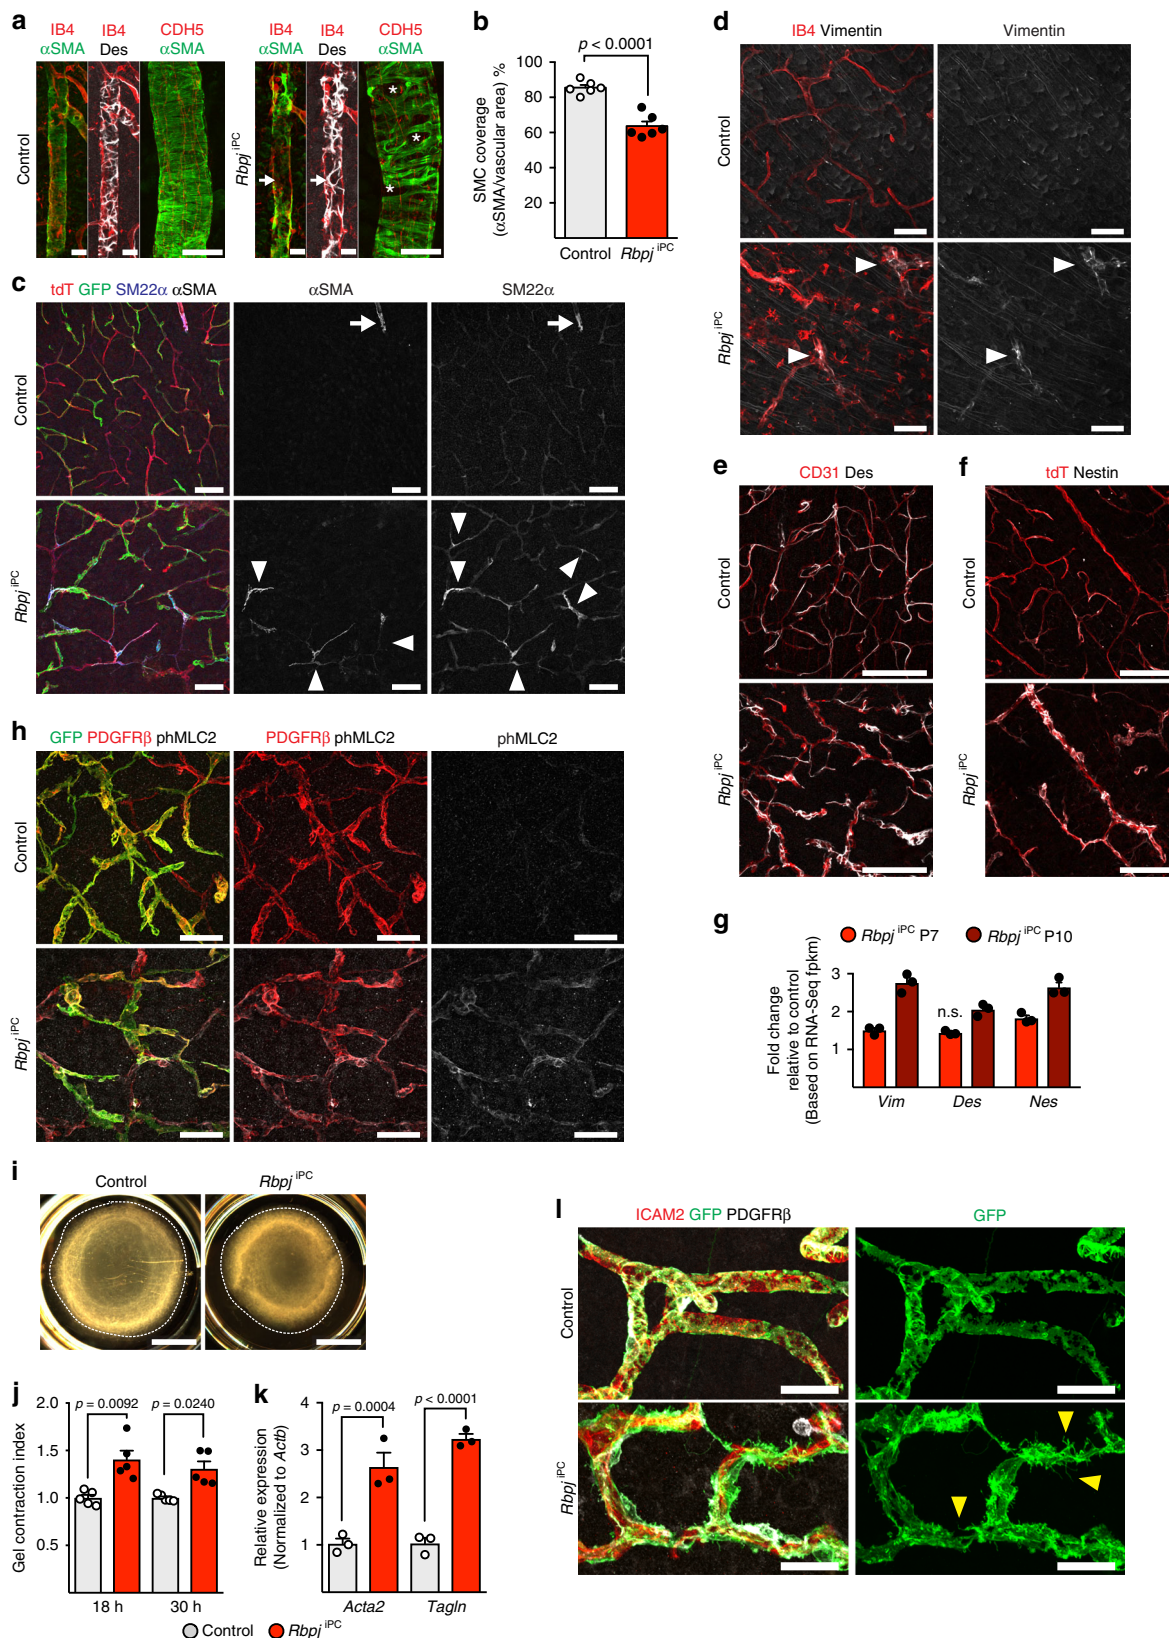 a
IB4 IB4 CDH5
αSMA Des αSMA
IB4 IB4 CDH5
αSMA Des αSMA
Control
Rbpj iPC
* * *
b
p < 0.0001
SMC coverage
(αSMA/vascular area) %
100
80
60
40
20
Control Rbpj iPC
c
tdT GFP SM22α αSMA
αSMA
SM22α
Control
Rbpj iPC
d
IB4 Vimentin
Vimentin
Control
Rbpj iPC
e
CD31 Des
Control
Rbpj iPC
f
tdT Nestin
Control
Rbpj iPC
g
Rbpj iPC P7
Rbpj iPC P10
Fold change
relative to control
(Based on RNA-Seq fpkm)
3
2
1
n.s.
Vim Des Nes
h
GFP PDGFRβ phMLC2
PDGFRβ phMLC2
phMLC2
Control
Rbpj iPC
i
Control
Rbpj iPC
j
Gel contraction index
2.0
1.5
1.0
0.5
p = 0.0092
p = 0.0240
18 h 30 h
k
Relative expression
(Normalized to Actb)
4
3
2
1
p = 0.0004
p < 0.0001
Acta2 Tagln
Control Rbpj iPC
l
ICAM2 GFP PDGFRβ
GFP
Control
Rbpj iPC